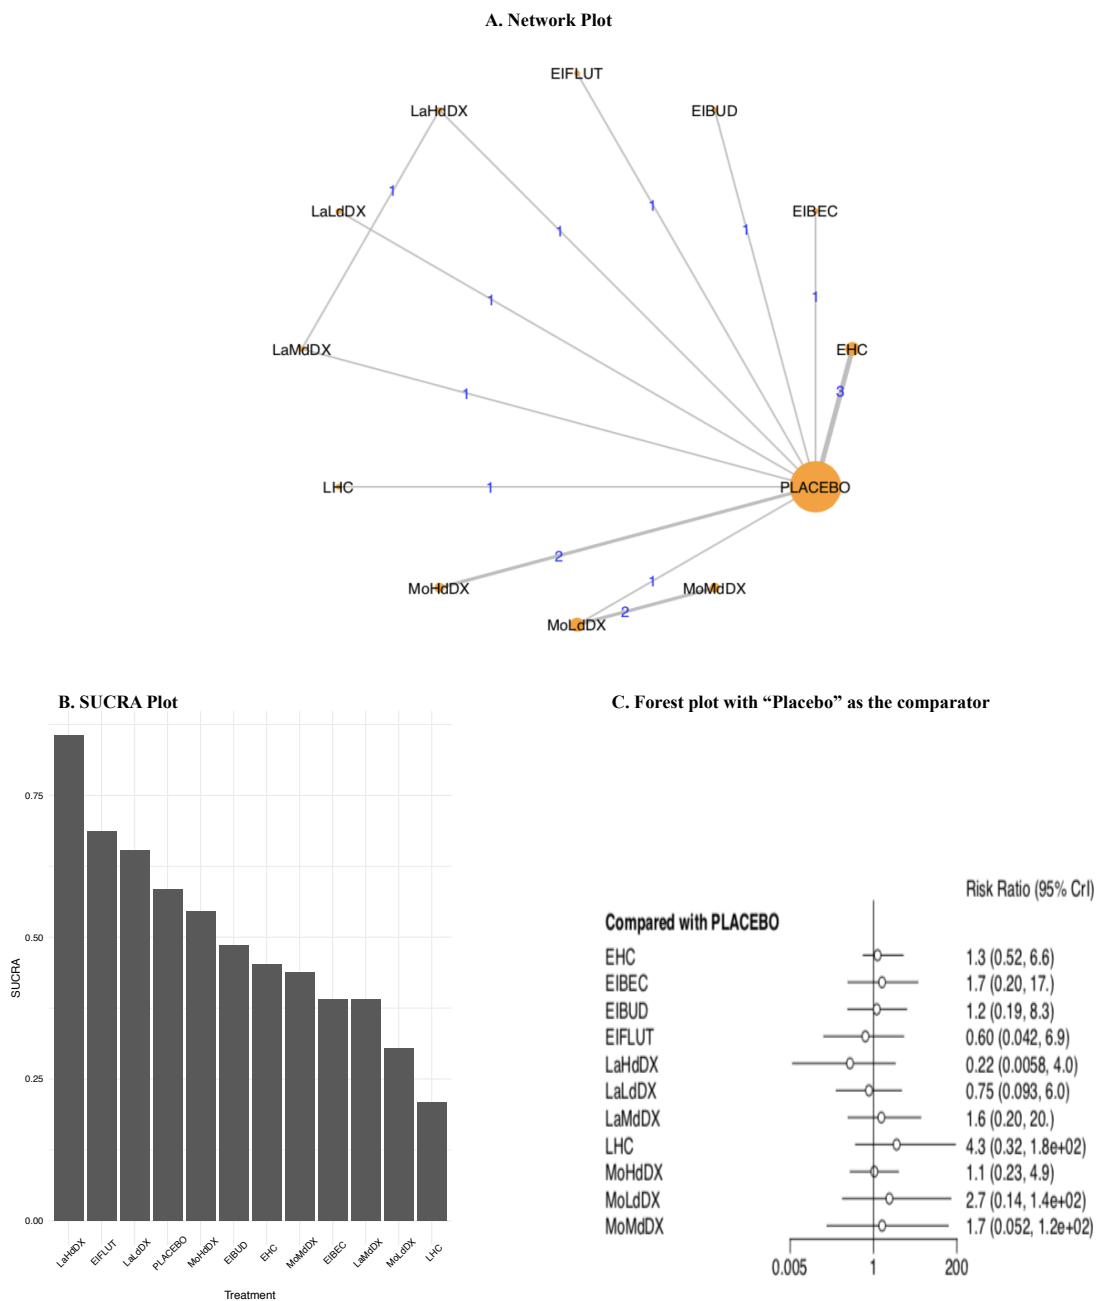 A. Network Plot
EIFLUT
LaHdDX
EIBUD
1
LaLdDX
1
EIBEC
1
1
1
1
EHC
LaMdDX
3
1
LHC
1
PLACEBO
2
MoHdDX
1
MoMdDX
2
MoLdDX
B. SUCRA Plot
0.75
0.50
0.25
0.00
SUCRA
LaHdDX
EIFLUT
LaLdDX
PLACEBO
MoHdDX
EIBUD
EHC
MoMdDX
EIBEC
LaMdDX
MoLdDX
LHC
Treatment
C. Forest plot with “Placebo” as the comparator
Risk Ratio (95% CrI)
Compared with PLACEBO
EHC 1.3 (0.52, 6.6)
EIBEC 1.7 (0.20, 17.)
EIBUD 1.2 (0.19, 8.3)
EIFLUT 0.60 (0.042, 6.9)
LaHdDX 0.22 (0.0058, 4.0)
LaLdDX 0.75 (0.093, 6.0)
LaMdDX 1.6 (0.20, 20.)
LHC 4.3 (0.32, 1.8e+02)
MoHdDX 1.1 (0.23, 4.9)
MoLdDX 2.7 (0.14, 1.4e+02)
MoMdDX 1.7 (0.052, 1.2e+02)
0.005 1 200